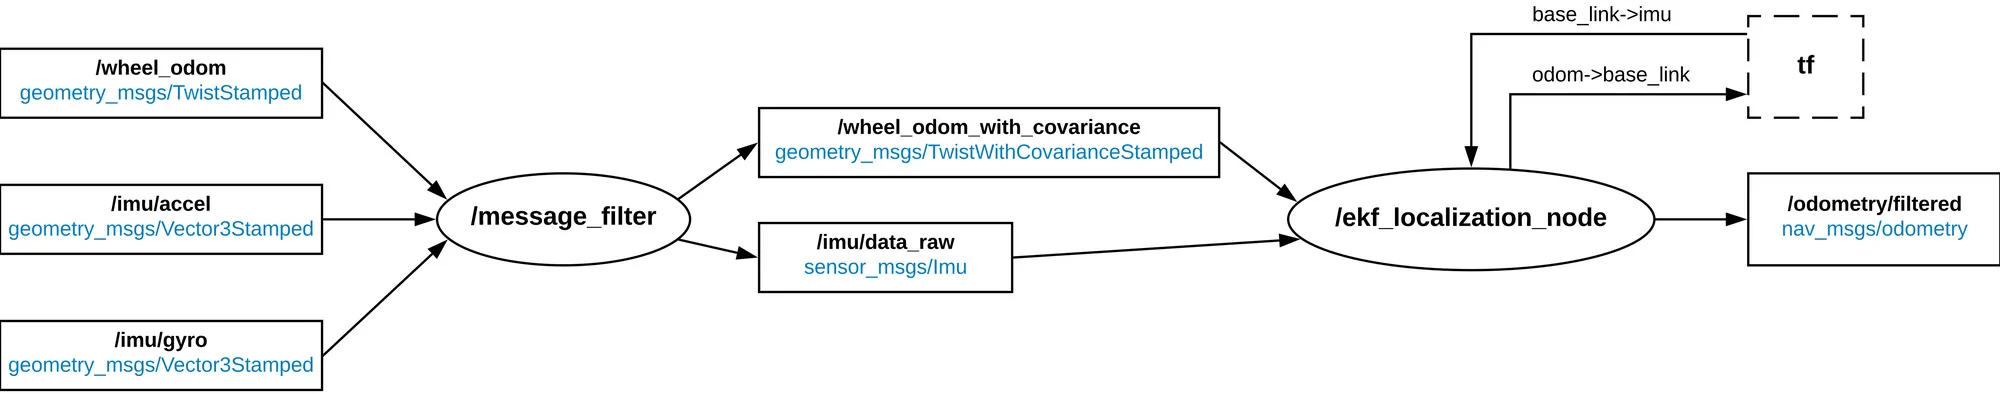 /wheel_odom
geometry_msgs/TwistStamped
/imu/accel
geometry_msgs/Vector3Stamped
/imu/gyro
geometry_msgs/Vector3Stamped
/message_filter
/wheel_odom_with_covariance
geometry_msgs/TwistWithCovarianceStamped
/imu/data_raw
sensor_msgs/Imu
/ekf_localization_node
base_link->imu
odom->base_link
tf
/odometry/filtered
nav_msgs/odometry